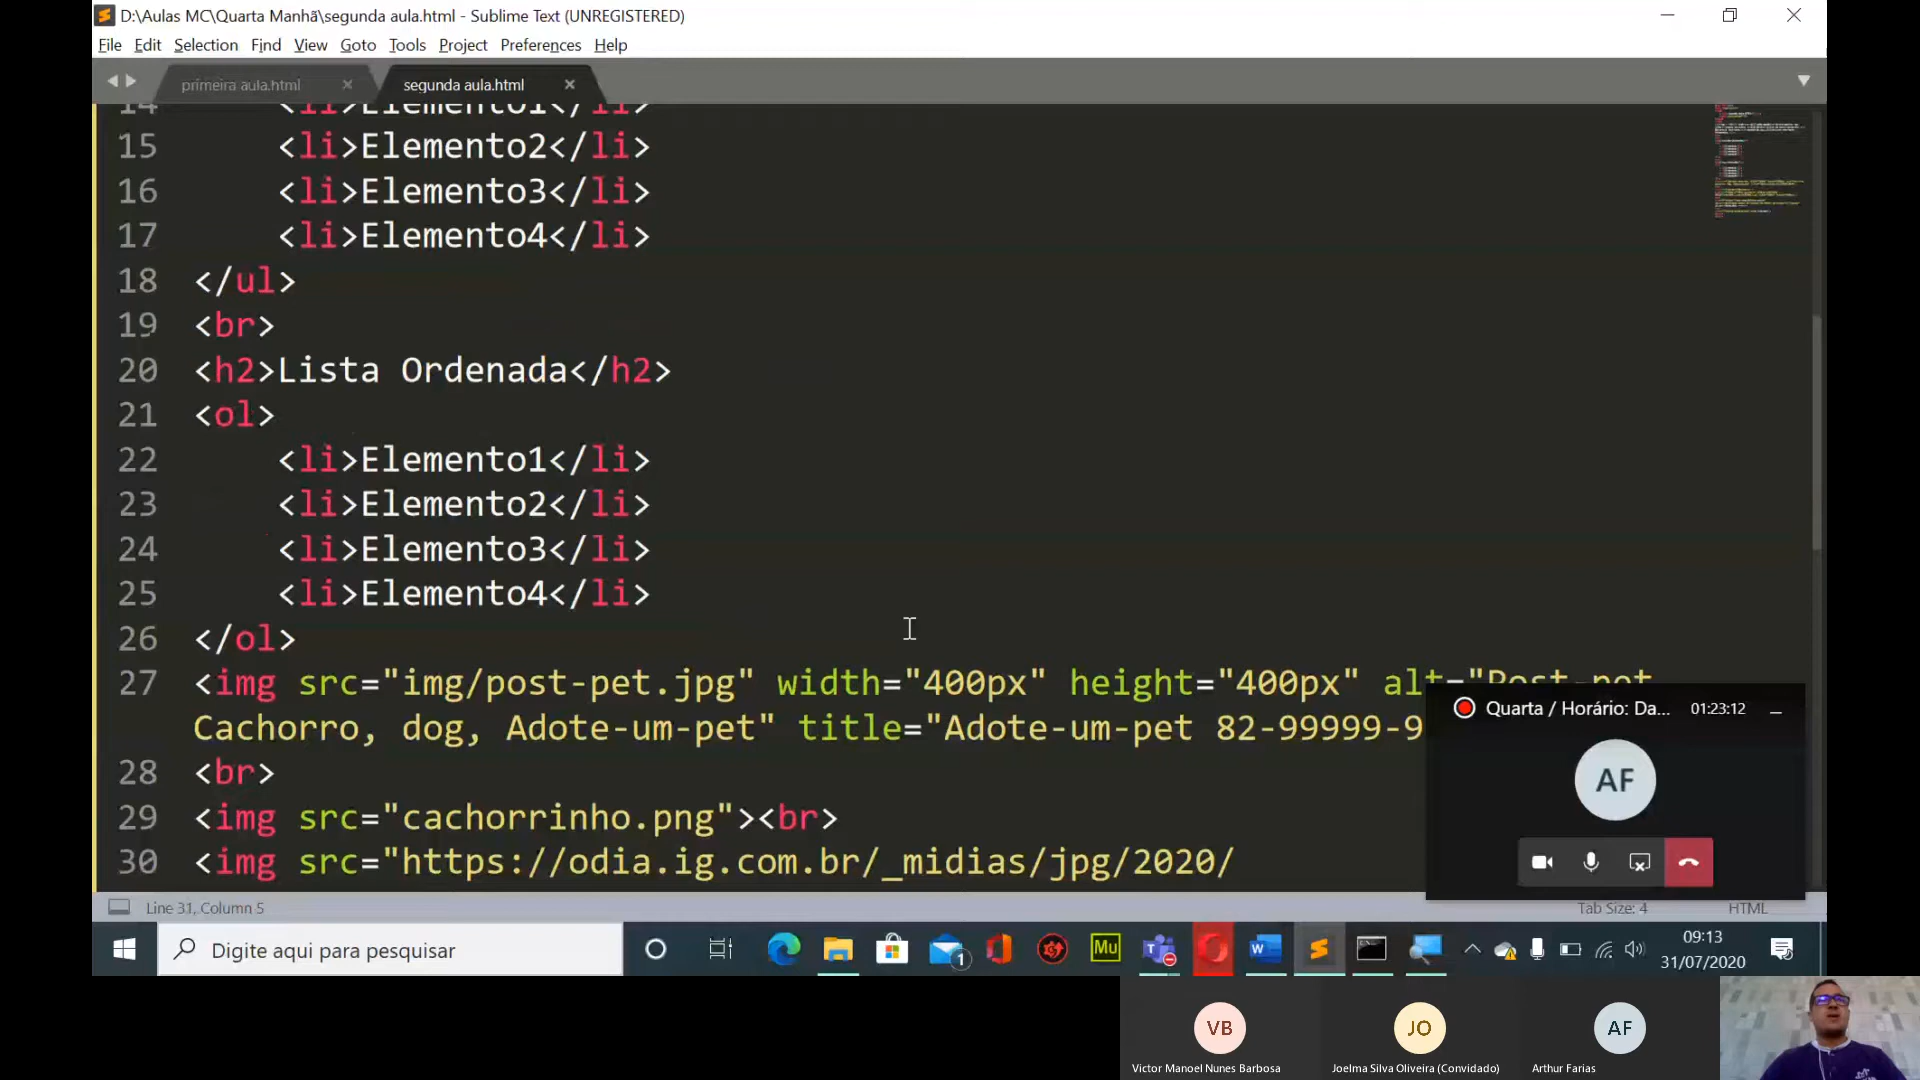 D:\Aulas MC\Quarta Manhã\segunda aula.html - Sublime Text (UNREGISTERED)
File Edit Selection Find View Goto Tools Project Preferences Help
primeira aula.html
segunda aula.html
14 <li>Elemento1</li>
15 <li>Elemento2</li>
16 <li>Elemento3</li>
17 <li>Elemento4</li>
18 </ul>
19 <br>
20 <h2>Lista Ordenada</h2>
21 <ol>
22 <li>Elemento1</li>
23 <li>Elemento2</li>
24 <li>Elemento3</li>
25 <li>Elemento4</li>
26 </ol>
27 <img src="img/post-pet.jpg" width="400px" height="400px" alt="Post-pet
Cachorro, dog, Adote-um-pet" title="Adote-um-pet 82-99999-9
28 <br>
29 <img src="cachorrinho.png"><br>
30 <img src="https://odia.ig.com.br/_midias/jpg/2020/
Quarta / Horário: Da... 01:23:12
AF
Line 31, Column 5
Tab Size: 4
HTML
Digite aqui para pesquisar
1
Mu
09:13
31/07/2020
VB
JO
AF
Victor Manoel Nunes Barbosa
Joelma Silva Oliveira (Convidado)
Arthur Farias